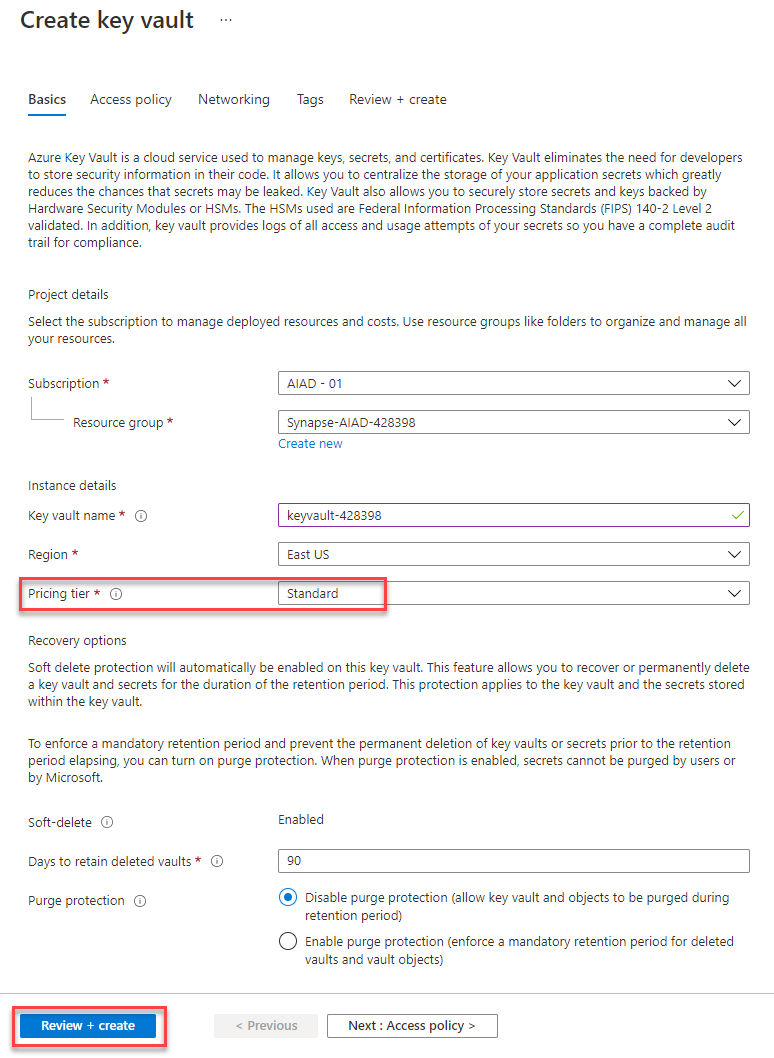 Create key vault ...
Basics Access policy Networking Tags Review + create
Azure Key Vault is a cloud service used to manage keys, secrets, and certificates. Key Vault eliminates the need for developers
to store security information in their code. It allows you to centralize the storage of your application secrets which greatly
reduces the chances that secrets may be leaked. Key Vault also allows you to securely store secrets and keys backed by
Hardware Security Modules or HSMs. The HSMs used are Federal Information Processing Standards (FIPS) 140-2 Level 2
validated. In addition, key vault provides logs of all access and usage attempts of your secrets so you have a complete audit
trail for compliance.
Project details
Select the subscription to manage deployed resources and costs. Use resource groups like folders to organize and manage all
your resources.
Subscription * AIAD - 01
Resource group * Synapse-AIAD-428398
Create new
Instance details
Key vault name * keyvault-428398
Region * East US
Pricing tier * Standard
Recovery options
Soft delete protection will automatically be enabled on this key vault. This feature allows you to recover or permanently delete
a key vault and secrets for the duration of the retention period. This protection applies to the key vault and the secrets stored
within the key vault.
To enforce a mandatory retention period and prevent the permanent deletion of key vaults or secrets prior to the retention
period elapsing, you can turn on purge protection. When purge protection is enabled, secrets cannot be purged by users or
by Microsoft.
Soft-delete Enabled
Days to retain deleted vaults * 90
Purge protection Disable purge protection (allow key vault and objects to be purged during
retention period)
Enable purge protection (enforce a mandatory retention period for deleted
vaults and vault objects)
Review + create < Previous Next : Access policy >